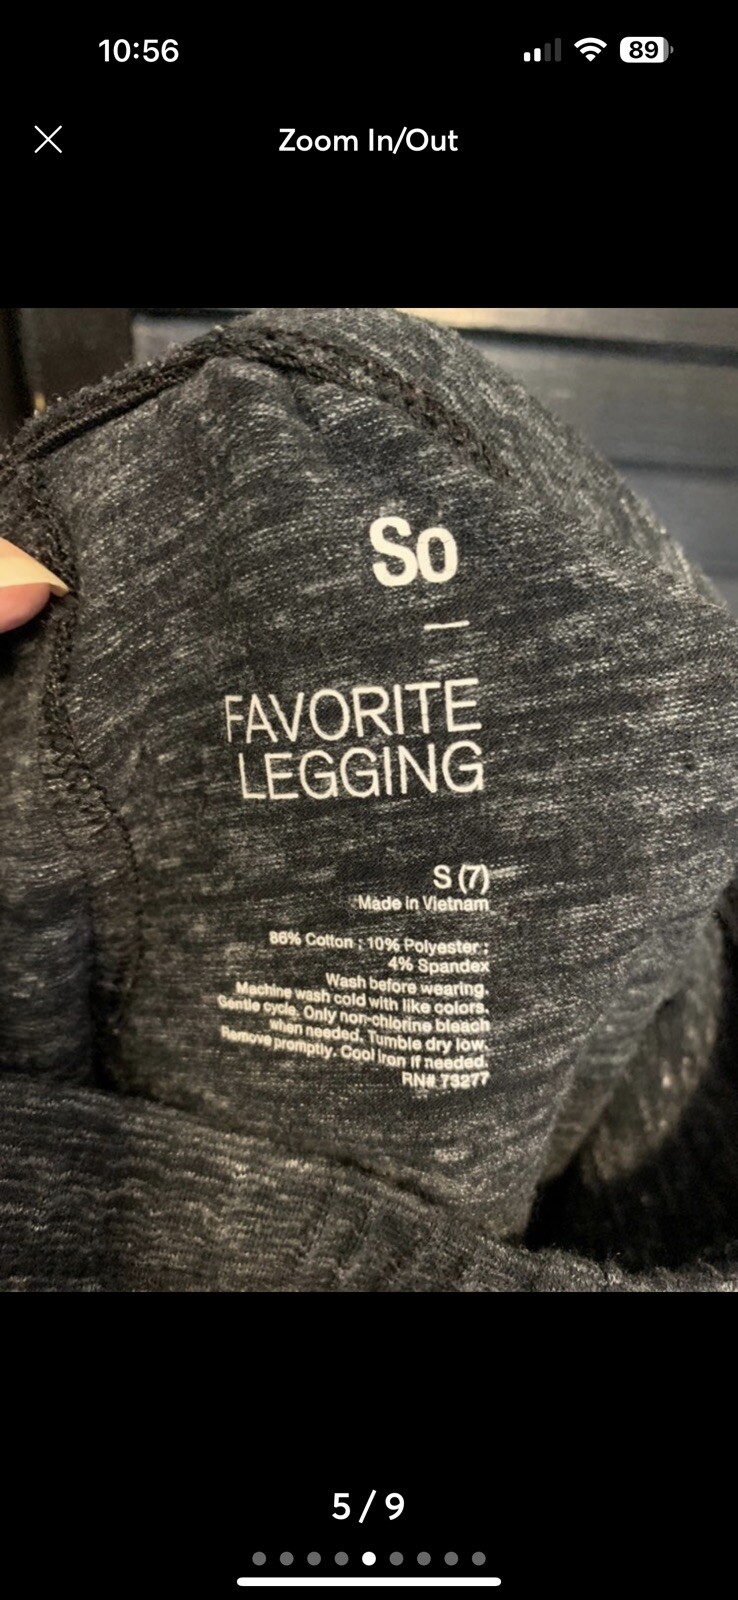 10:56
89
Zoom In/Out
So
FAVORITE
LEGGING
S (7)
Made in Vietnam
86% Cotton ; 10% Polyester ;
4% Spandex
Wash before wearing.
Machine wash cold with like colors.
Gentle cycle. Only non-chlorine bleach
when needed. Tumble dry low.
Remove promptly. Cool iron if needed.
RN# 73277
5 / 9